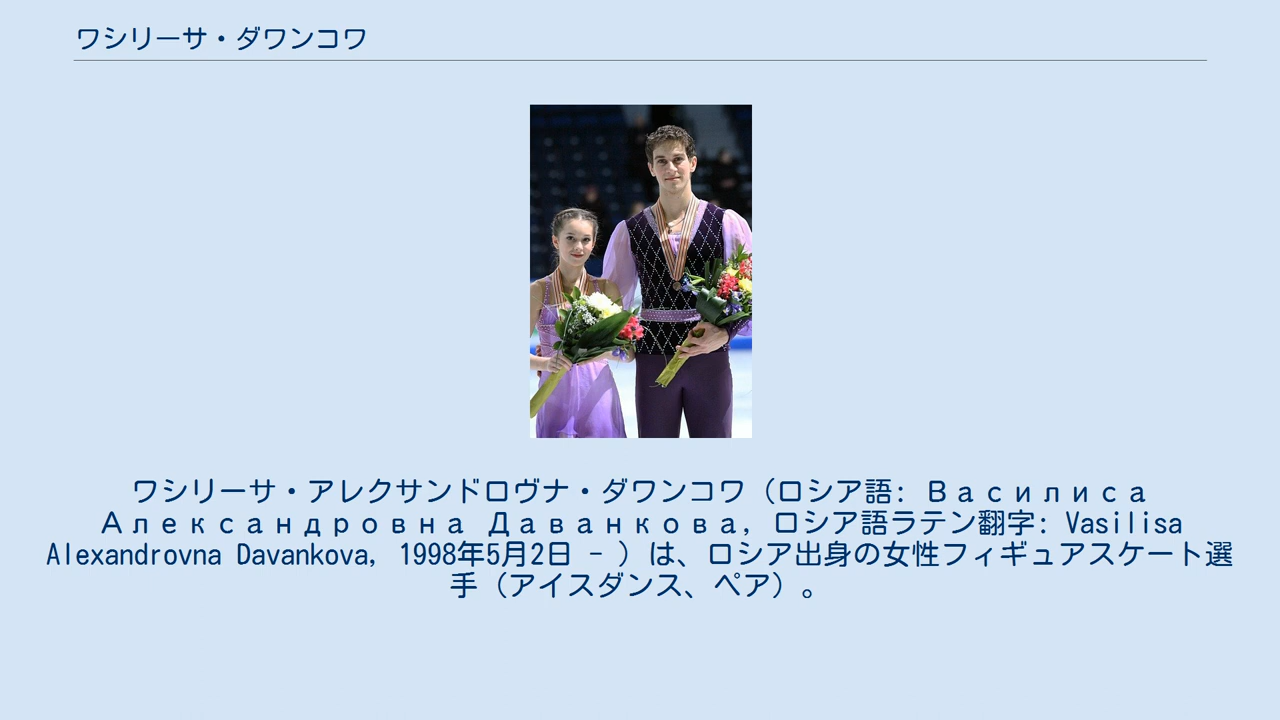 ワシリーサ・ダワンコワ
ワシリーサ・アレクサンドロヴナ・ダワンコワ（ロシア語: Василиса
Александровна Даванкова, ロシア語ラテン翻字: Vasilisa
Alexandrovna Davankova, 1998年5月2日 - ）は、ロシア出身の女性フィギュアスケート選
手（アイスダンス、ペア）。